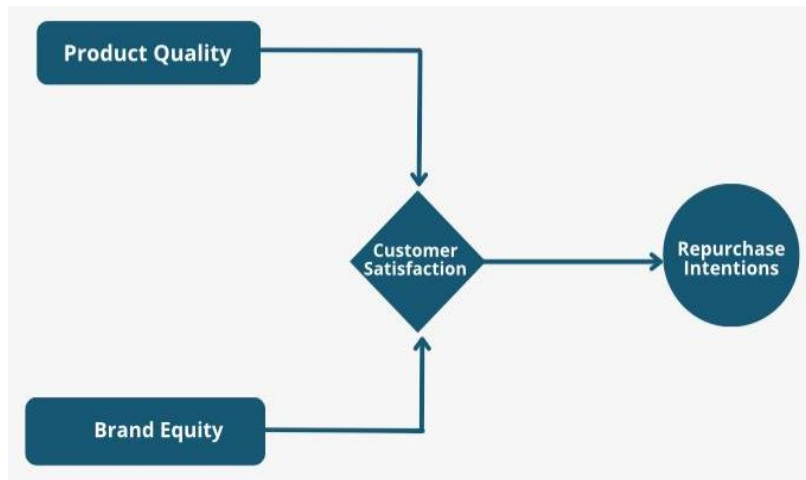 Product Quality
Customer
Satisfaction
Repurchase
Intentions
Brand Equity